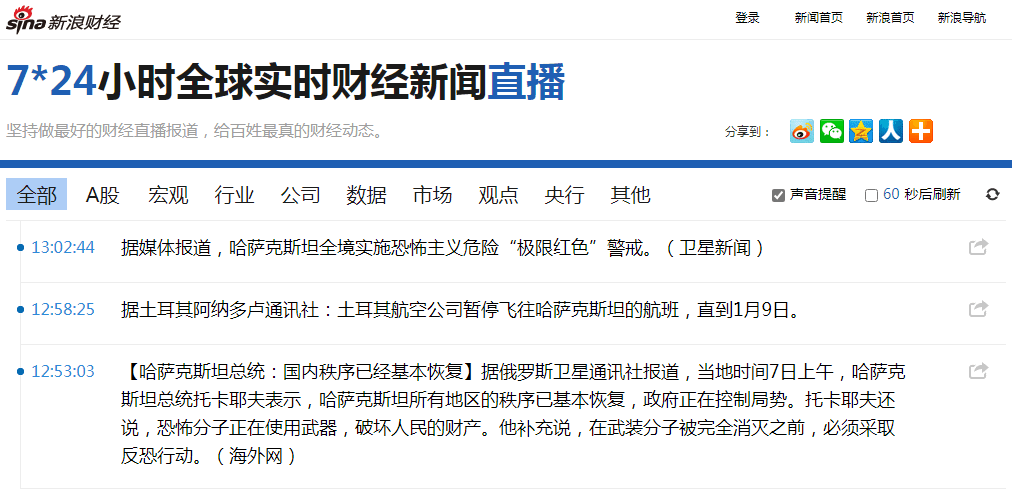 sina新浪财经 登录 新闻首页 新浪首页 新浪导航
7*24小时全球实时财经新闻直播
坚持做最好的财经直播报道，给百姓最真的财经动态。 分享到：
全部 A股 宏观 行业 公司 数据 市场 观点 央行 其他 声音提醒 60 秒后刷新
13:02:44 据媒体报道，哈萨克斯坦全境实施恐怖主义危险“极限红色”警戒。（卫星新闻）
12:58:25 据土耳其阿纳多卢通讯社：土耳其航空公司暂停飞往哈萨克斯坦的航班，直到1月9日。
12:53:03 【哈萨克斯坦总统：国内秩序已经基本恢复】据俄罗斯卫星通讯社报道，当地时间7日上午，哈萨克
斯坦总统托卡耶夫表示，哈萨克斯坦所有地区的秩序已基本恢复，政府正在控制局势。托卡耶夫还
说，恐怖分子正在使用武器，破坏人民的财产。他补充说，在武装分子被完全消灭之前，必须采取
反恐行动。（海外网）